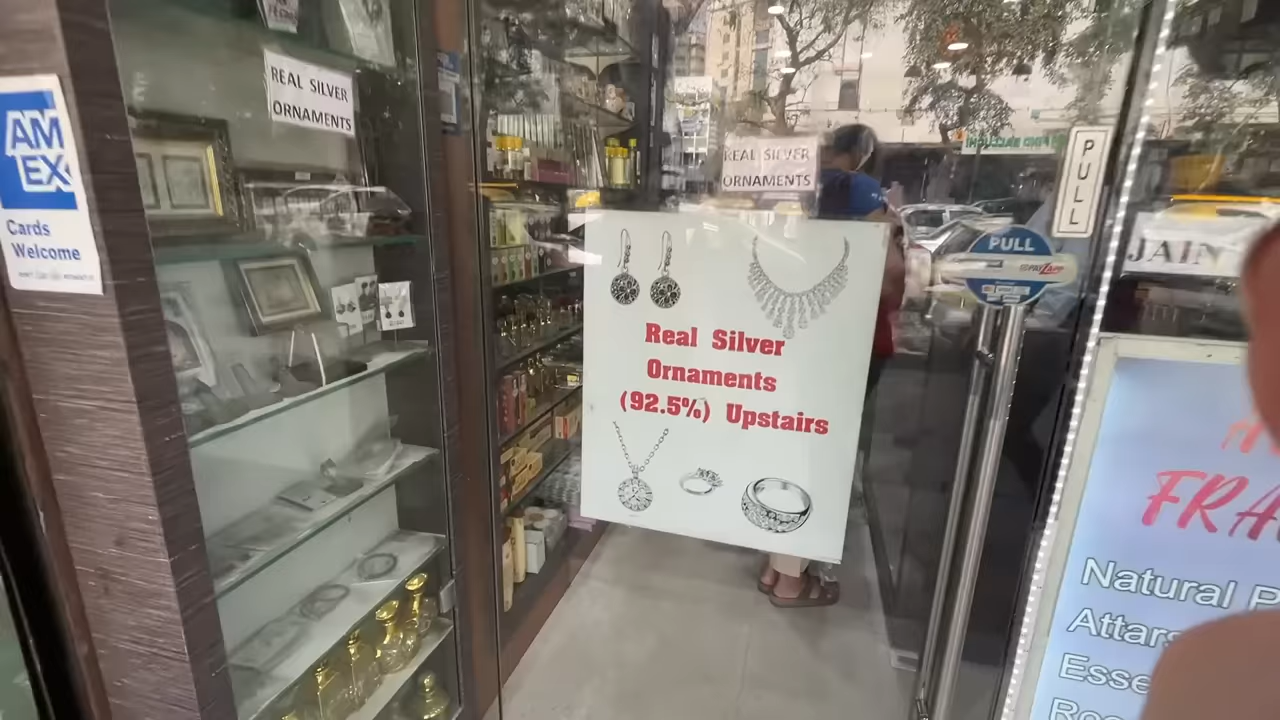 REAL SILVER
ORNAMENTS
AM
EX
Cards
Welcome
REAL SILVER
ORNAMENTS
PULL
PULL
PAYZAPP
JAIN
Real Silver
Ornaments
(92.5%) Upstairs
FRA
Natural P
Attars
Esse